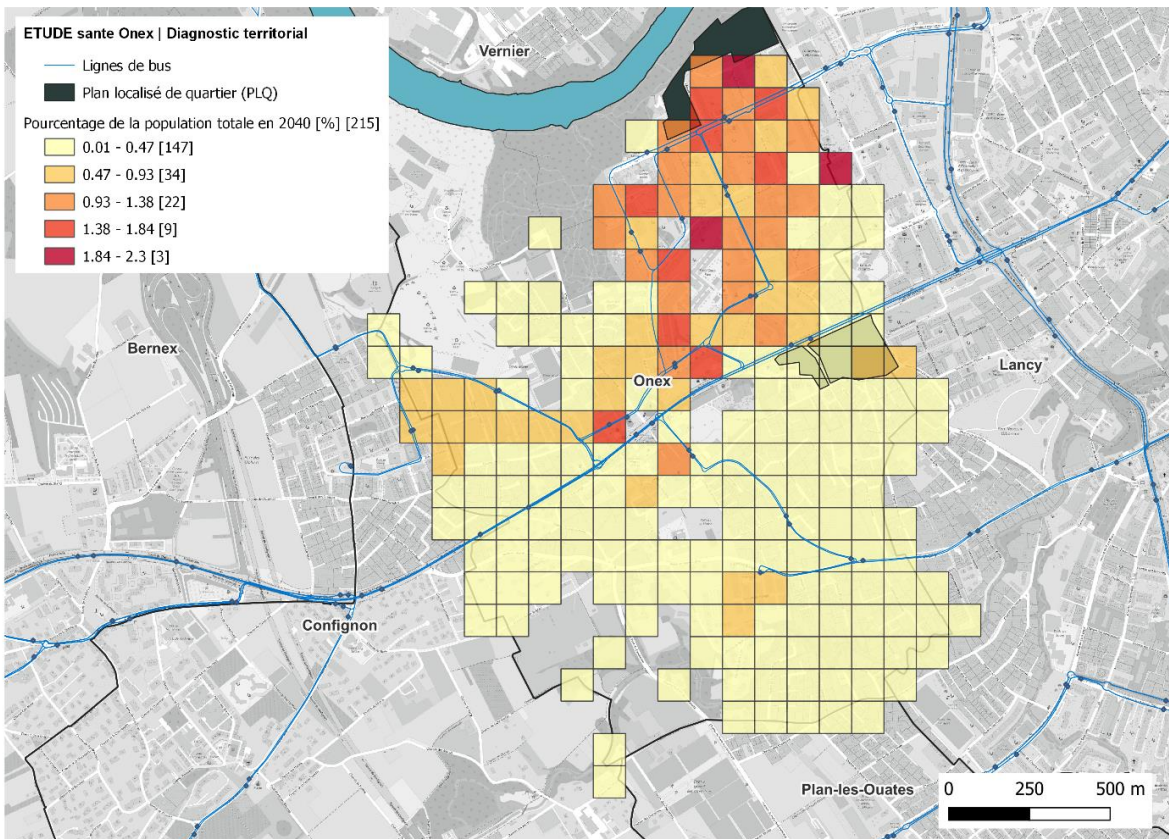 ETUDE sante Onex | Diagnostic territorial
Lignes de bus
Plan localisé de quartier (PLQ)
Pourcentage de la population totale en 2040 [%] [215]
0.01 - 0.47 [147]
0.47 - 0.93 [34]
0.93 - 1.38 [22]
1.38 - 1.84 [9]
1.84 - 2.3 [3]
Vernier
Bernex
Lancy
Onex
Confignon
Plan-les-Ouates
0 250 500 m